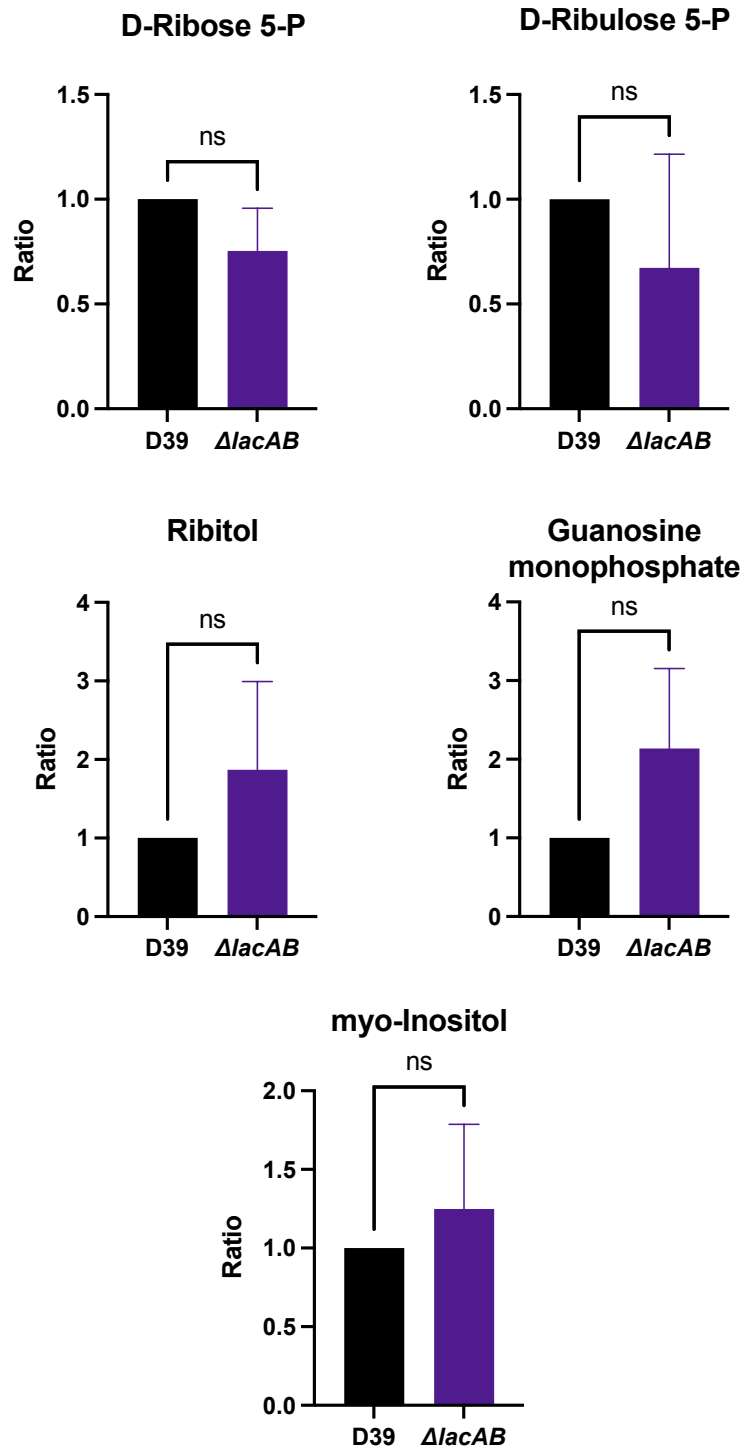 D-Ribose 5-P
1.5
1.0
0.5
0.0
Ratio
ns
D39 ΔlacAB
D-Ribulose 5-P
1.5
1.0
0.5
0.0
Ratio
ns
D39 ΔlacAB
Ribitol
4
3
2
1
0
Ratio
ns
D39 ΔlacAB
Guanosine
monophosphate
4
3
2
1
0
Ratio
ns
D39 ΔlacAB
myo-Inositol
2.0
1.5
1.0
0.5
0.0
Ratio
ns
D39 ΔlacAB